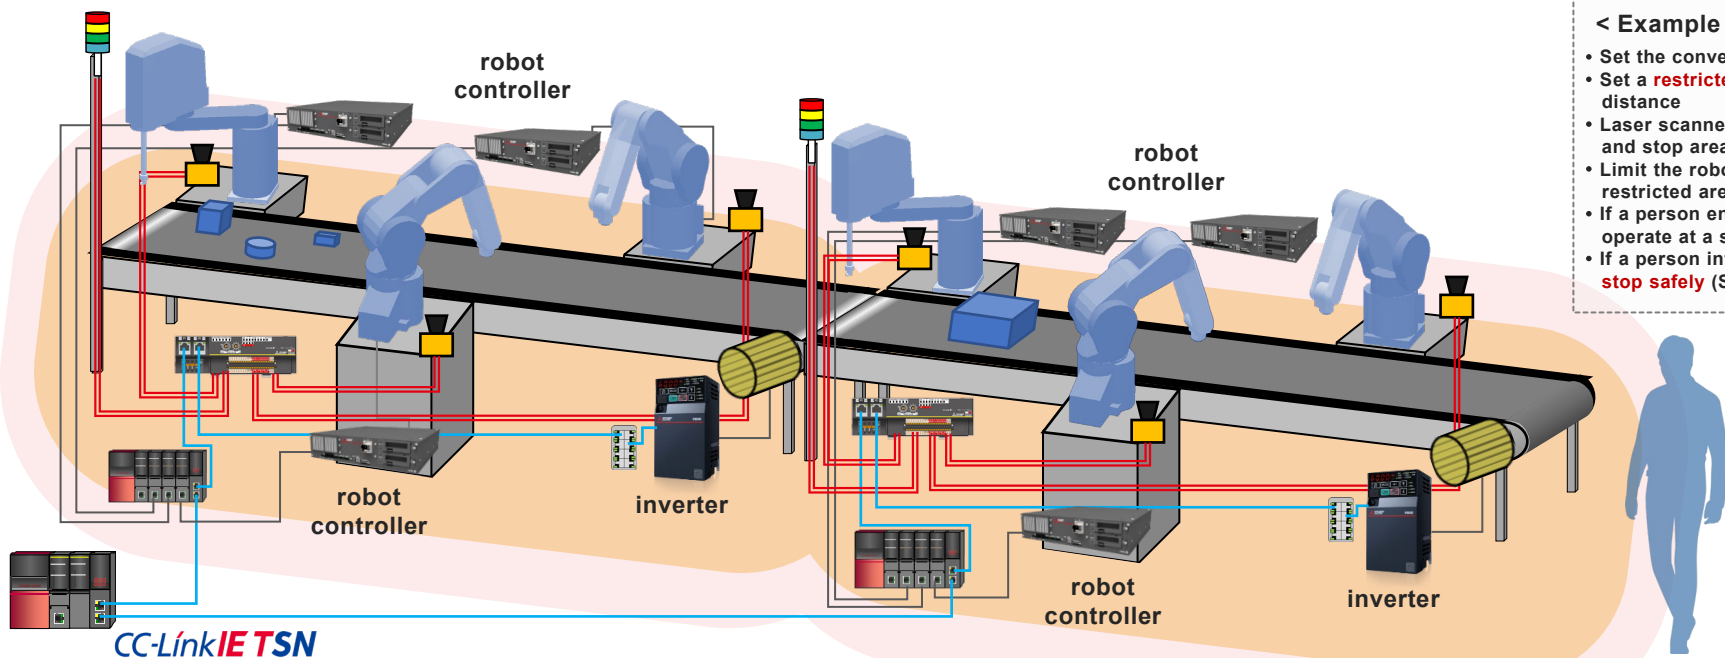 robot
controller
robot
controller
< Example
• Set the conve
• Set a restricte
distance
• Laser scanne
and stop area
• Limit the robo
restricted are
• If a person en
operate at a s
• If a person int
stop safely (S
robot
controller
inverter
robot
controller
inverter
CC-Link IE TSN